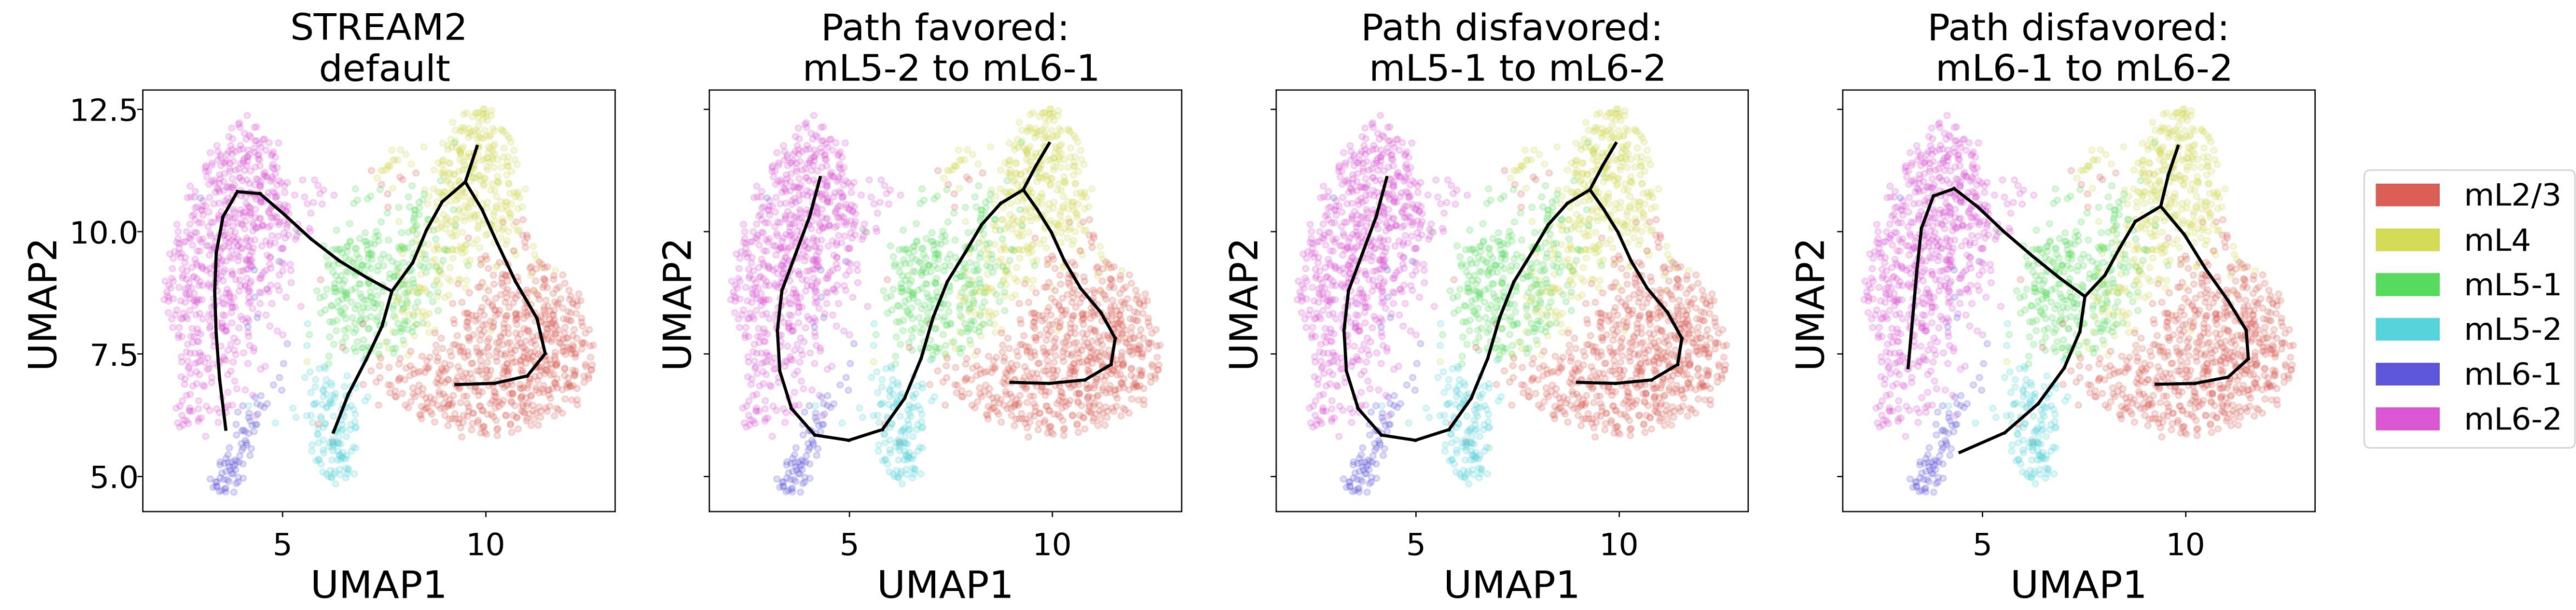 STREAM2
default
Path favored:
mL5-2 to mL6-1
Path disfavored:
mL5-1 to mL6-2
Path disfavored:
mL6-1 to mL6-2
12.5
10.0
7.5
5.0
UMAP2
5 10
UMAP1
UMAP2
5 10
UMAP1
UMAP2
5 10
UMAP1
UMAP2
5 10
UMAP1
mL2/3
mL4
mL5-1
mL5-2
mL6-1
mL6-2